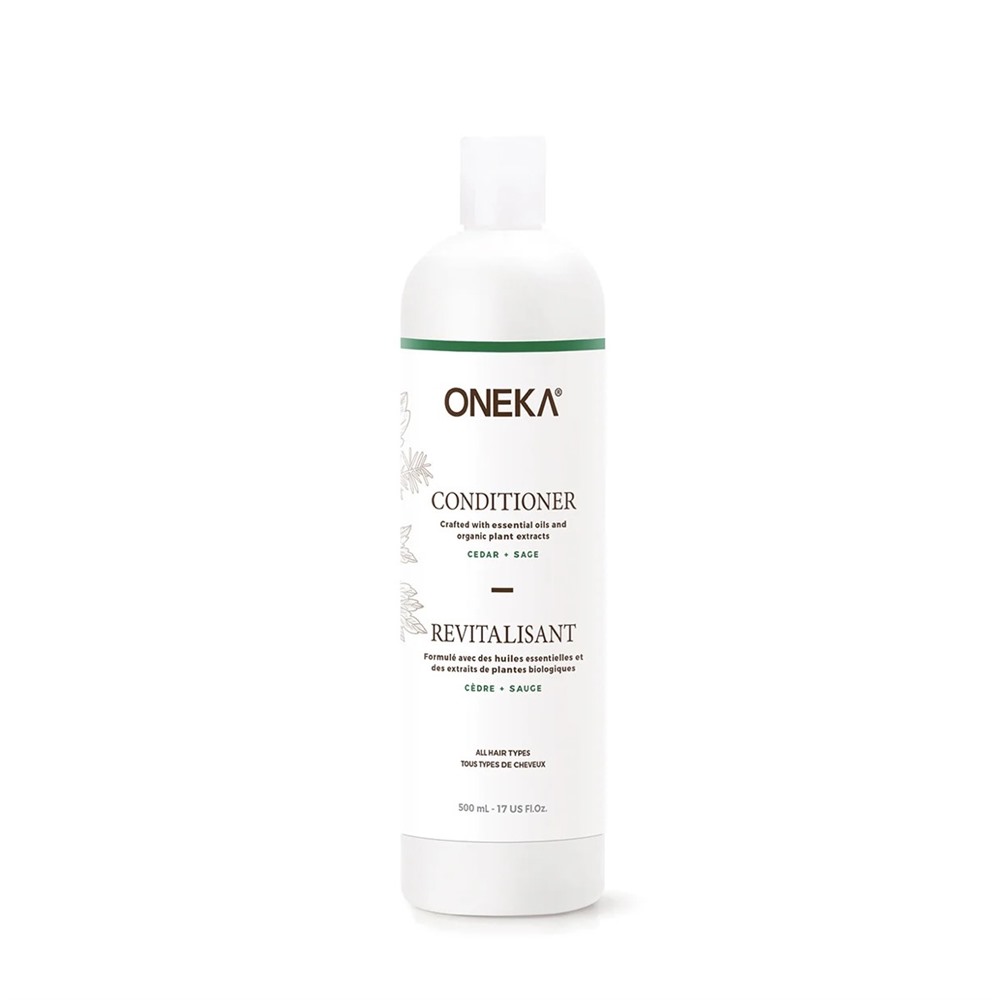 ONEKA®
CONDITIONER
Crafted with essential oils and
organic plant extracts
CEDAR + SAGE
REVITALISANT
Formulé avec des huiles essentielles et
des extraits de plantes biologiques
CÈDRE + SAUGE
ALL HAIR TYPES
TOUS TYPES DE CHEVEUX
500 mL - 17 US Fl.Oz.